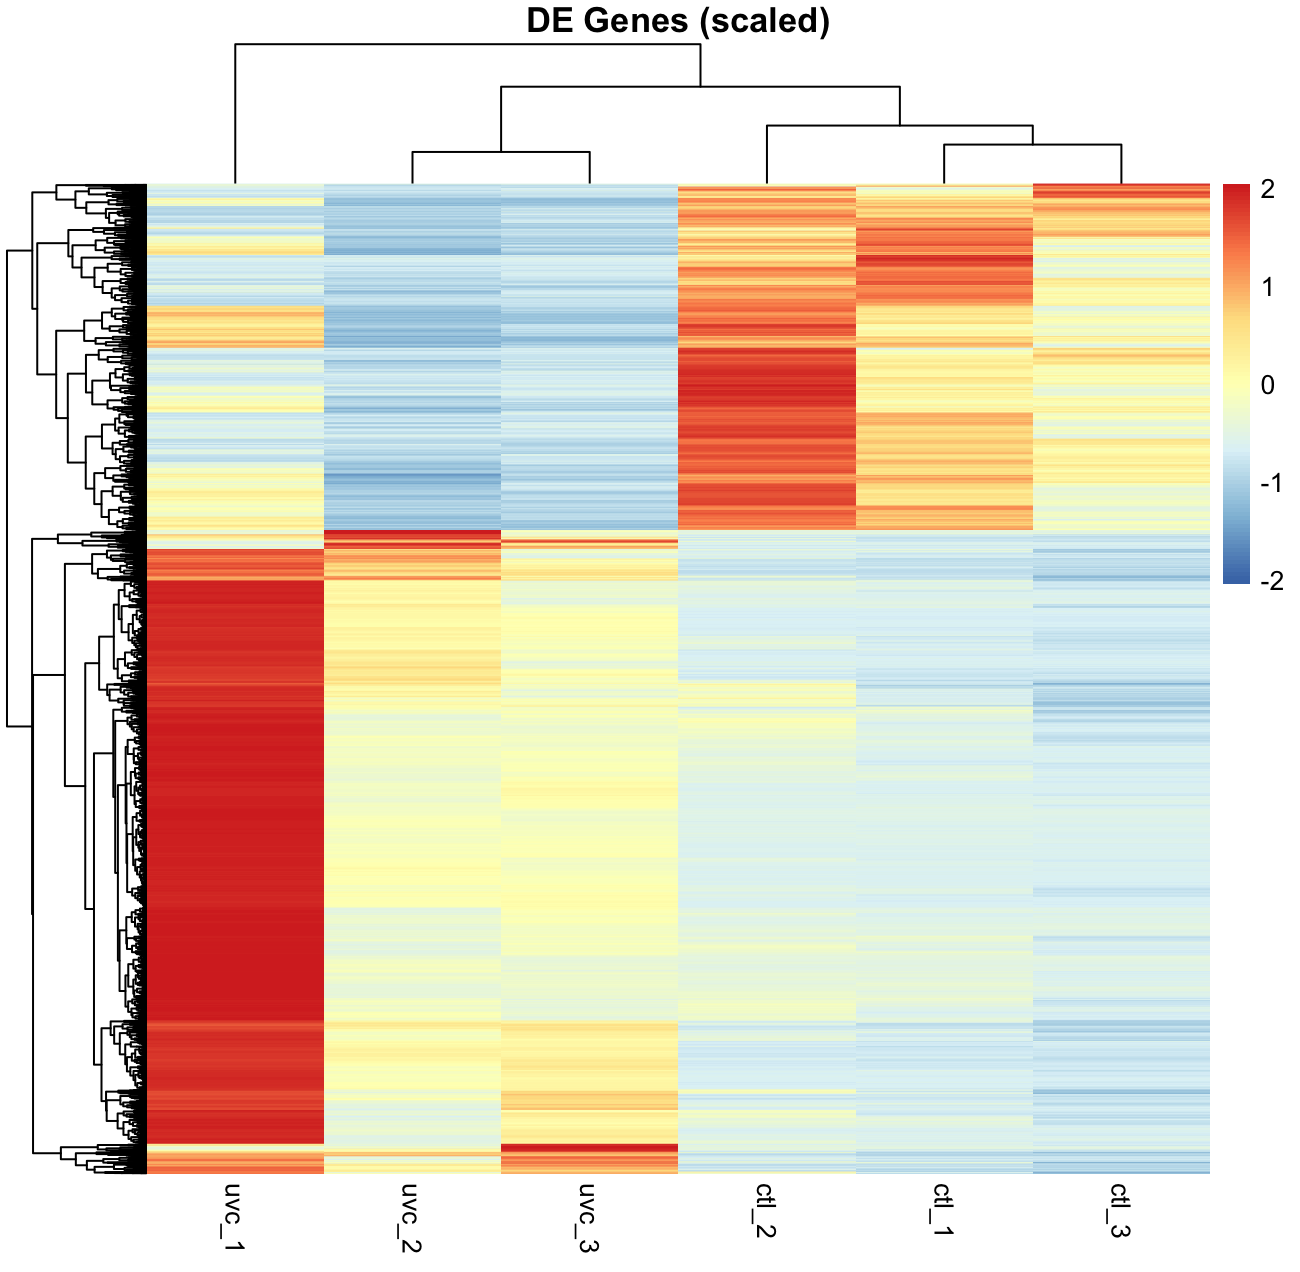 DE Genes (scaled)
2
1
0
-1
-2
uvc_1
uvc_2
uvc_3
ctl_2
ctl_1
ctl_3